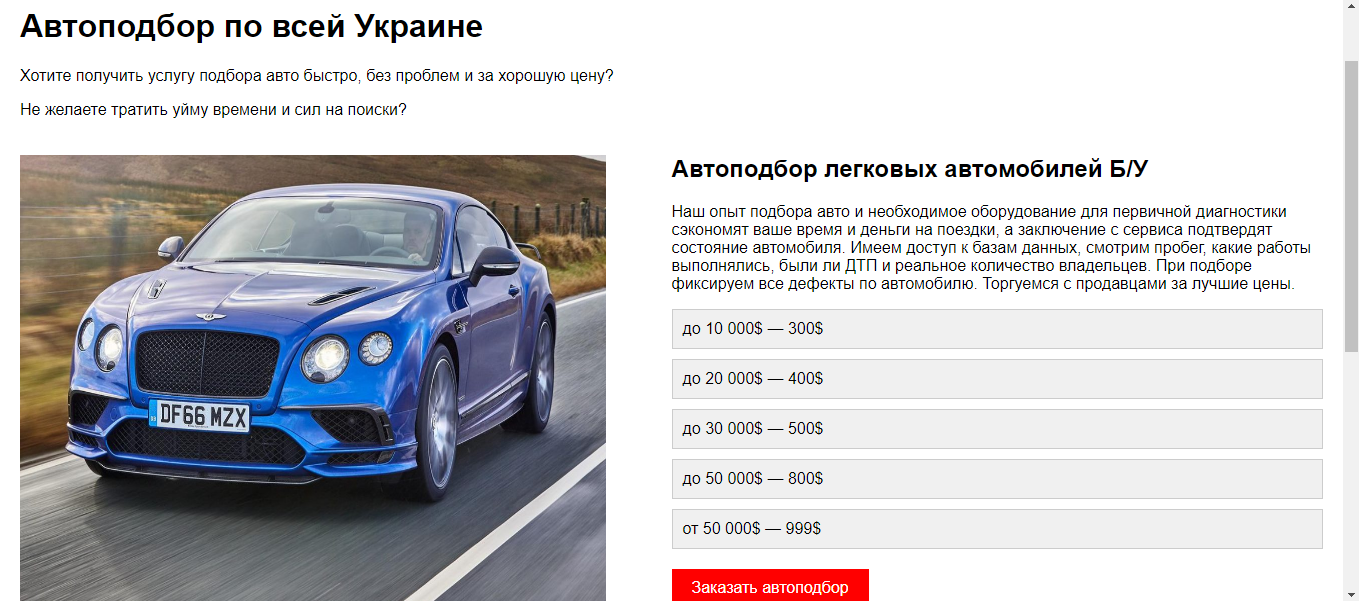 Автоподбор по всей Украине
Хотите получить услугу подбора авто быстро, без проблем и за хорошую цену?
Не желаете тратить уйму времени и сил на поиски?
DF66 MZX
Автоподбор легковых автомобилей Б/У
Наш опыт подбора авто и необходимое оборудование для первичной диагностики
сэкономят ваше время и деньги на поездки, а заключение с сервиса подтвердят
состояние автомобиля. Имеем доступ к базам данных, смотрим пробег, какие работы
выполнялись, были ли ДТП и реальное количество владельцев. При подборе
фиксируем все дефекты по автомобилю. Торгуемся с продавцами за лучшие цены.
до 10 000$ — 300$
до 20 000$ — 400$
до 30 000$ — 500$
до 50 000$ — 800$
от 50 000$ — 999$
Заказать автоподбор